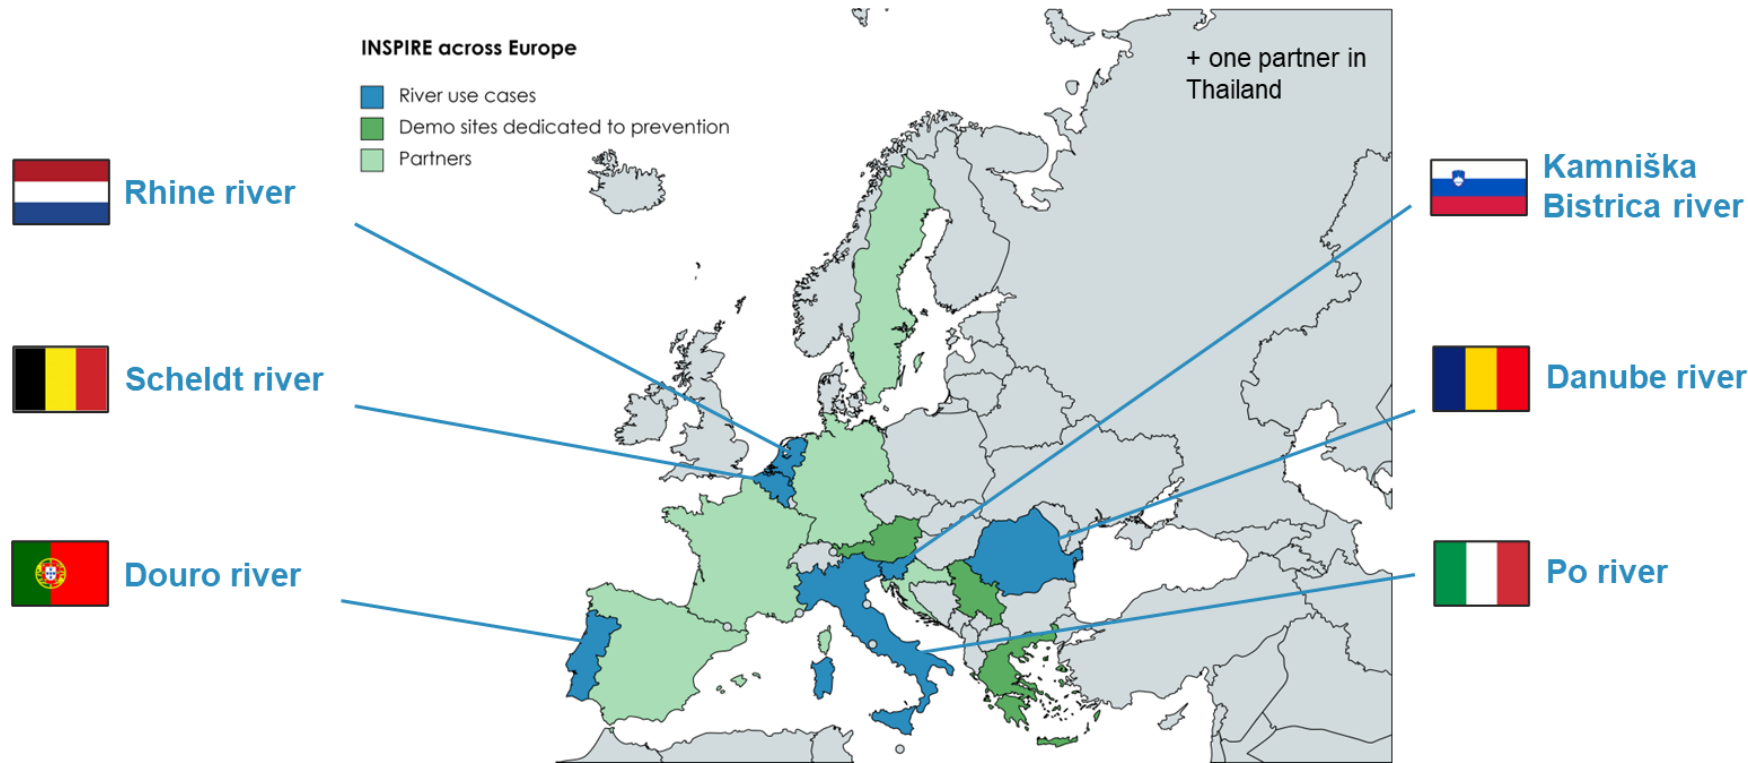 INSPIRE across Europe
River use cases
Demo sites dedicated to prevention
Partners
+ one partner in
Thailand
Rhine river
Scheldt river
Douro river
Kamniška
Bistrica river
Danube river
Po river